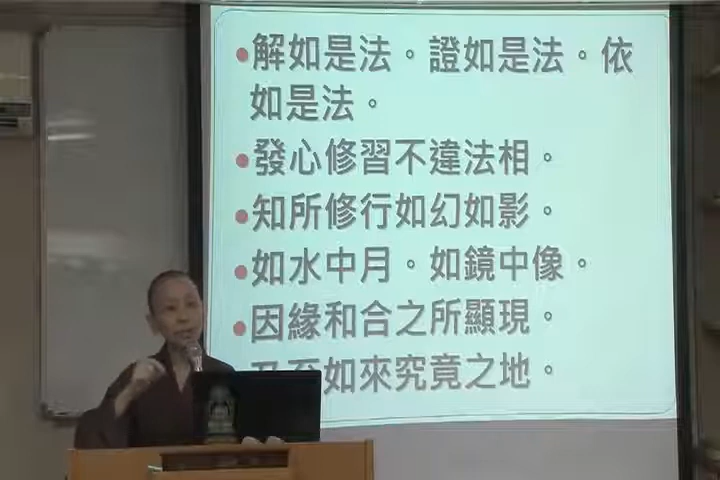 •解如是法。證如是法。依
如是法。
•發心修習不違法相。
•知所修行如幻如影。
•如水中月。如鏡中像。
•因緣和合之所顯現。
乃至如來究竟之地。